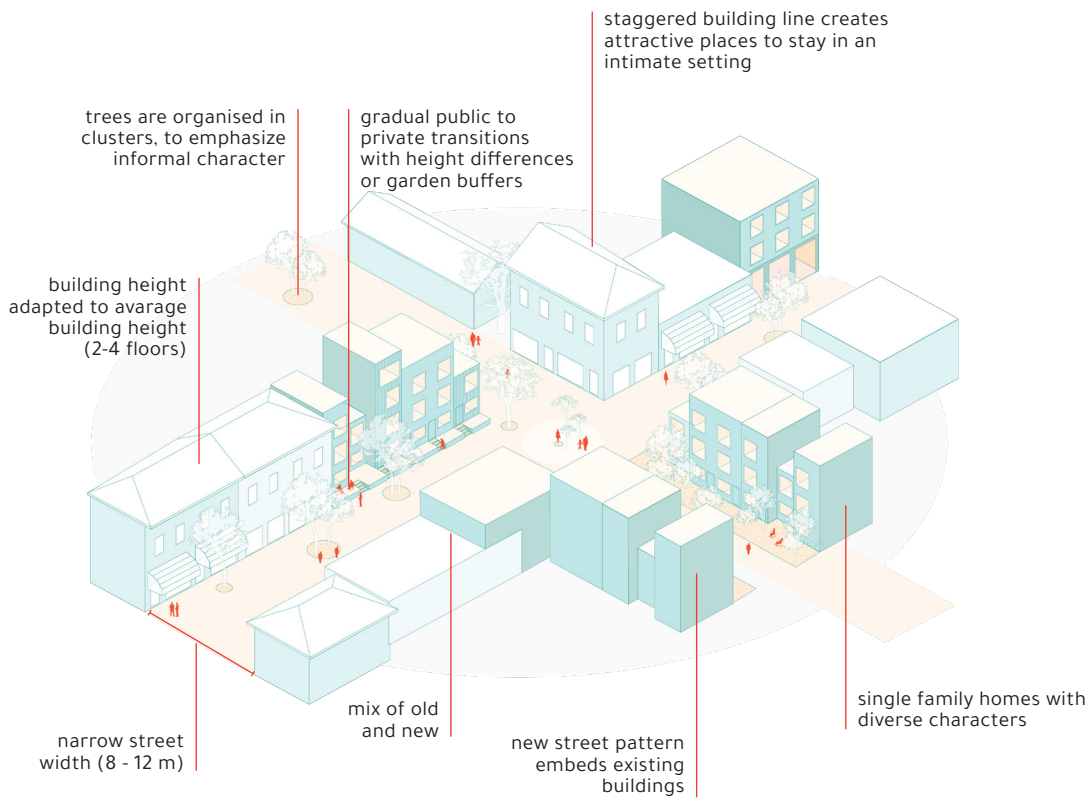 staggered building line creates
attractive places to stay in an
intimate setting
trees are organised in
clusters, to emphasize
informal character
gradual public to
private transitions
with height differences
or garden buffers
building height
adapted to avarage
building height
(2-4 floors)
narrow street
width (8 - 12 m)
mix of old
and new
new street pattern
embeds existing
buildings
single family homes with
diverse characters